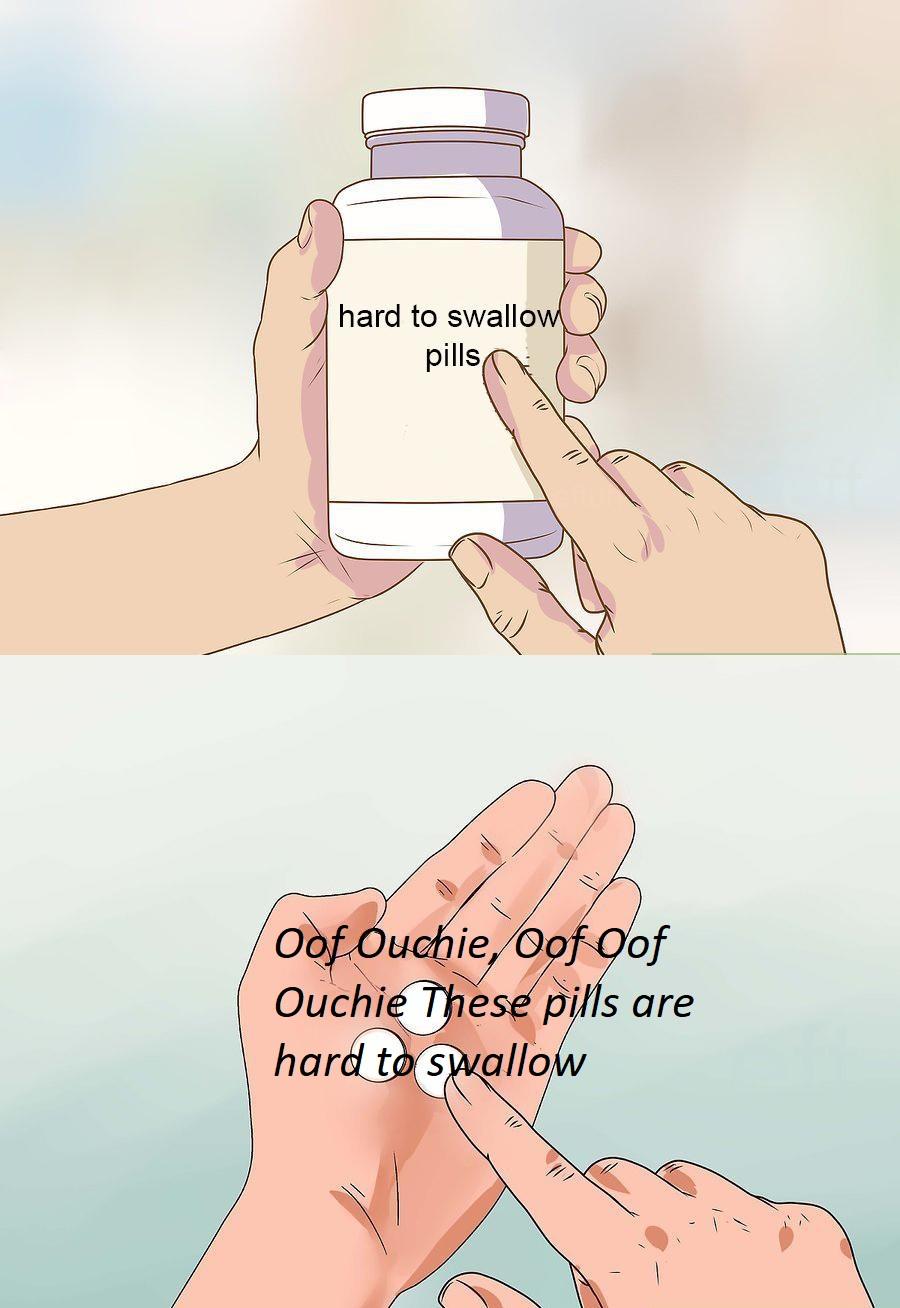 hard to swallow
pills
Oof Ouchie, Oof Oof
Ouchie These pills are
hard to swallow